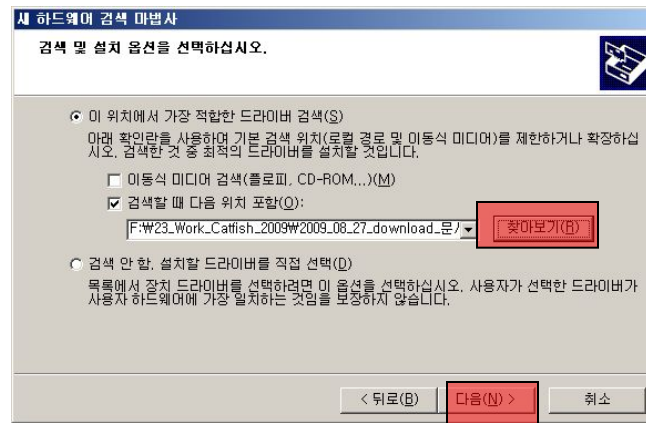 새 하드웨어 검색 마법사
검색 및 설치 옵션을 선택하십시오.
이 위치에서 가장 적합한 드라이버 검색(S)
아래 확인란을 사용하여 기본 검색 위치(로컬 경로 및 이동식 미디어)를 제한하거나 확장하십
시오. 검색한 것 중 최적의 드라이버를 설치할 것입니다.
이동식 미디어 검색(플로피, CD-ROM...)(M)
검색할 때 다음 위치 포함(O):
F:₩23_Work_Catfish_2009₩2009_08_27_download_문
찾아보기(R)
검색 안 함. 설치할 드라이버를 직접 선택(D)
목록에서 장치 드라이버를 선택하려면 이 옵션을 선택하십시오. 사용자가 선택한 드라이버가
사용자 하드웨어에 가장 일치하는 것임을 보장하지 않습니다.
< 뒤로(B)
다음(N) >
취소